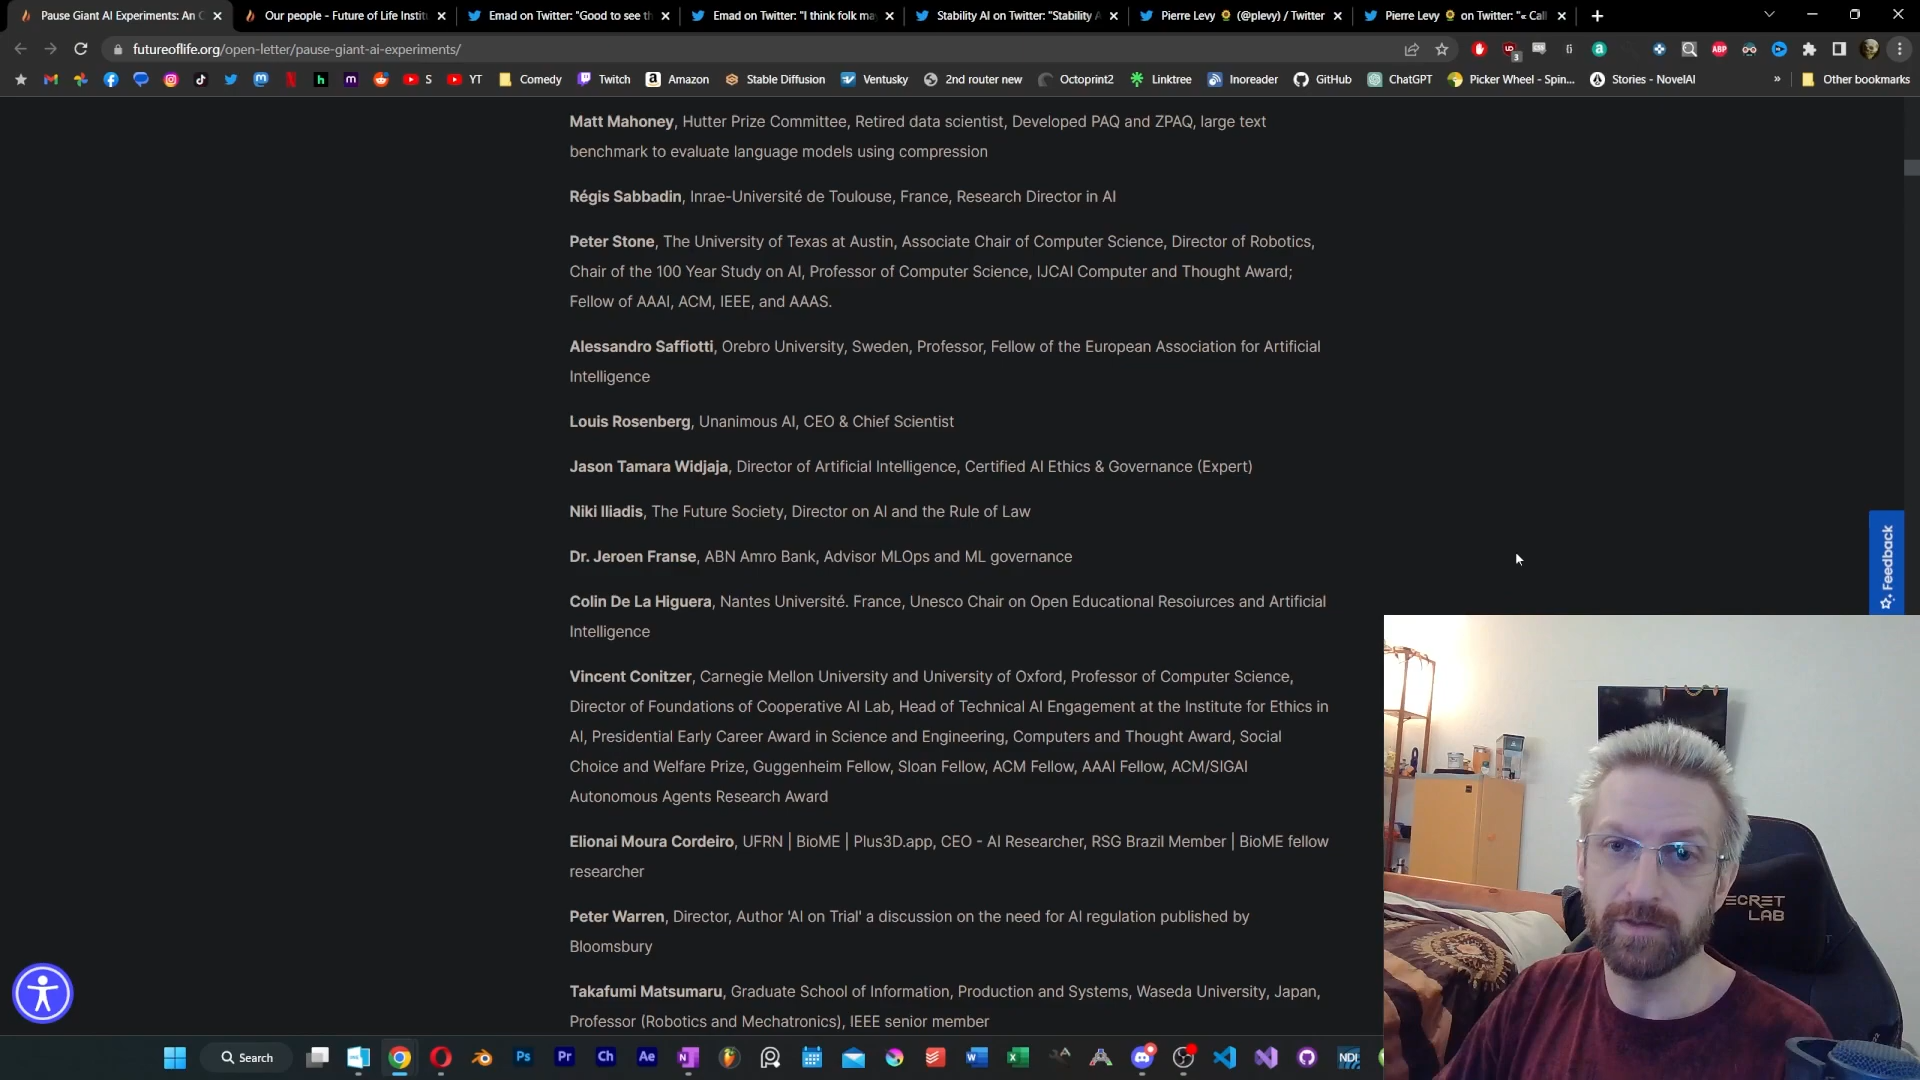 Pause Giant AI Experiments: An O
Our people - Future of Life Instit
Emad on Twitter: "Good to see th
Emad on Twitter: "I think folk ma
Stability AI on Twitter: "Stability A
Pierre Levy 🌻 (@plevy) / Twitter
Pierre Levy 🌻 on Twitter: "« Call
futureoflife.org/open-letter/pause-giant-ai-experiments/
S
YT
Comedy
Twitch
Amazon
Stable Diffusion
Ventusky
2nd router new
Octoprint2
Linktree
Inoreader
GitHub
ChatGPT
Picker Wheel - Spin...
Stories - NovelAI
»
Other bookmarks
Matt Mahoney, Hutter Prize Committee, Retired data scientist, Developed PAQ and ZPAQ, large text
benchmark to evaluate language models using compression
Régis Sabbadin, Inrae-Université de Toulouse, France, Research Director in AI
Peter Stone, The University of Texas at Austin, Associate Chair of Computer Science, Director of Robotics,
Chair of the 100 Year Study on AI, Professor of Computer Science, IJCAI Computer and Thought Award;
Fellow of AAAI, ACM, IEEE, and AAAS.
Alessandro Saffiotti, Orebro University, Sweden, Professor, Fellow of the European Association for Artificial
Intelligence
Louis Rosenberg, Unanimous AI, CEO & Chief Scientist
Jason Tamara Widjaja, Director of Artificial Intelligence, Certified AI Ethics & Governance (Expert)
Niki Iliadis, The Future Society, Director on AI and the Rule of Law
Dr. Jeroen Franse, ABN Amro Bank, Advisor MLOps and ML governance
Colin De La Higuera, Nantes Université. France, Unesco Chair on Open Educational Resoiurces and Artificial
Intelligence
Vincent Conitzer, Carnegie Mellon University and University of Oxford, Professor of Computer Science,
Director of Foundations of Cooperative AI Lab, Head of Technical AI Engagement at the Institute for Ethics in
AI, Presidential Early Career Award in Science and Engineering, Computers and Thought Award, Social
Choice and Welfare Prize, Guggenheim Fellow, Sloan Fellow, ACM Fellow, AAAI Fellow, ACM/SIGAI
Autonomous Agents Research Award
Elionai Moura Cordeiro, UFRN | BioME | Plus3D.app, CEO - AI Researcher, RSG Brazil Member | BioME fellow
researcher
Peter Warren, Director, Author 'AI on Trial' a discussion on the need for AI regulation published by
Bloomsbury
Takafumi Matsumaru, Graduate School of Information, Production and Systems, Waseda University, Japan,
Professor (Robotics and Mechatronics), IEEE senior member
Feedback
ECRET
LAB
Search
Ps
Pr
Ch
Ae
NDI